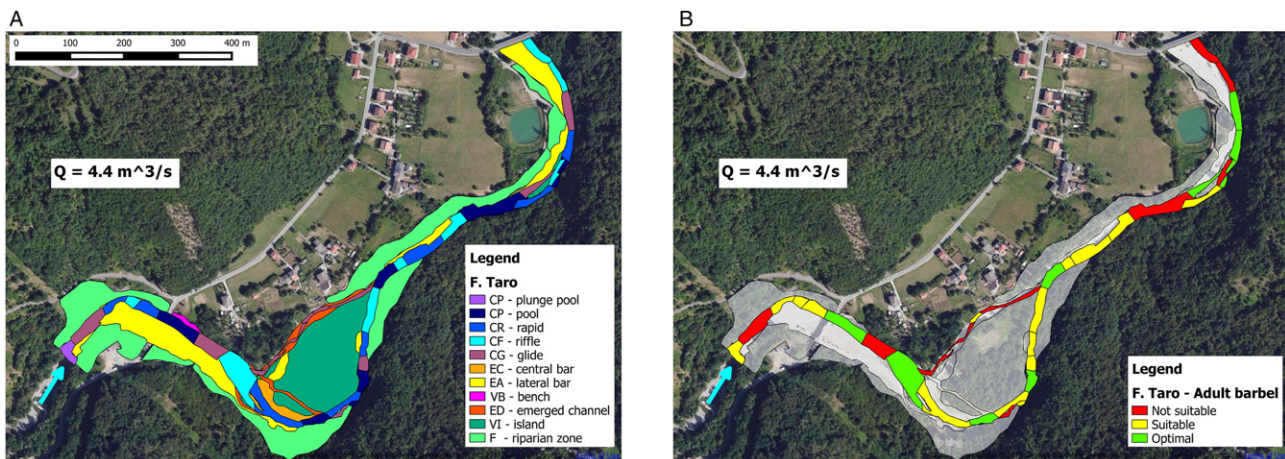 A
0 100 200 300 400 m
Q = 4.4 m^3/s
Legend
F. Taro
CP - plunge pool
CP - pool
CR - rapid
CF - riffle
CG - glide
EC - central bar
EA - lateral bar
VB - bench
ED - emerged channel
VI - island
F - riparian zone
B
Q = 4.4 m^3/s
Legend
F. Taro - Adult barbel
Not suitable
Suitable
Optimal